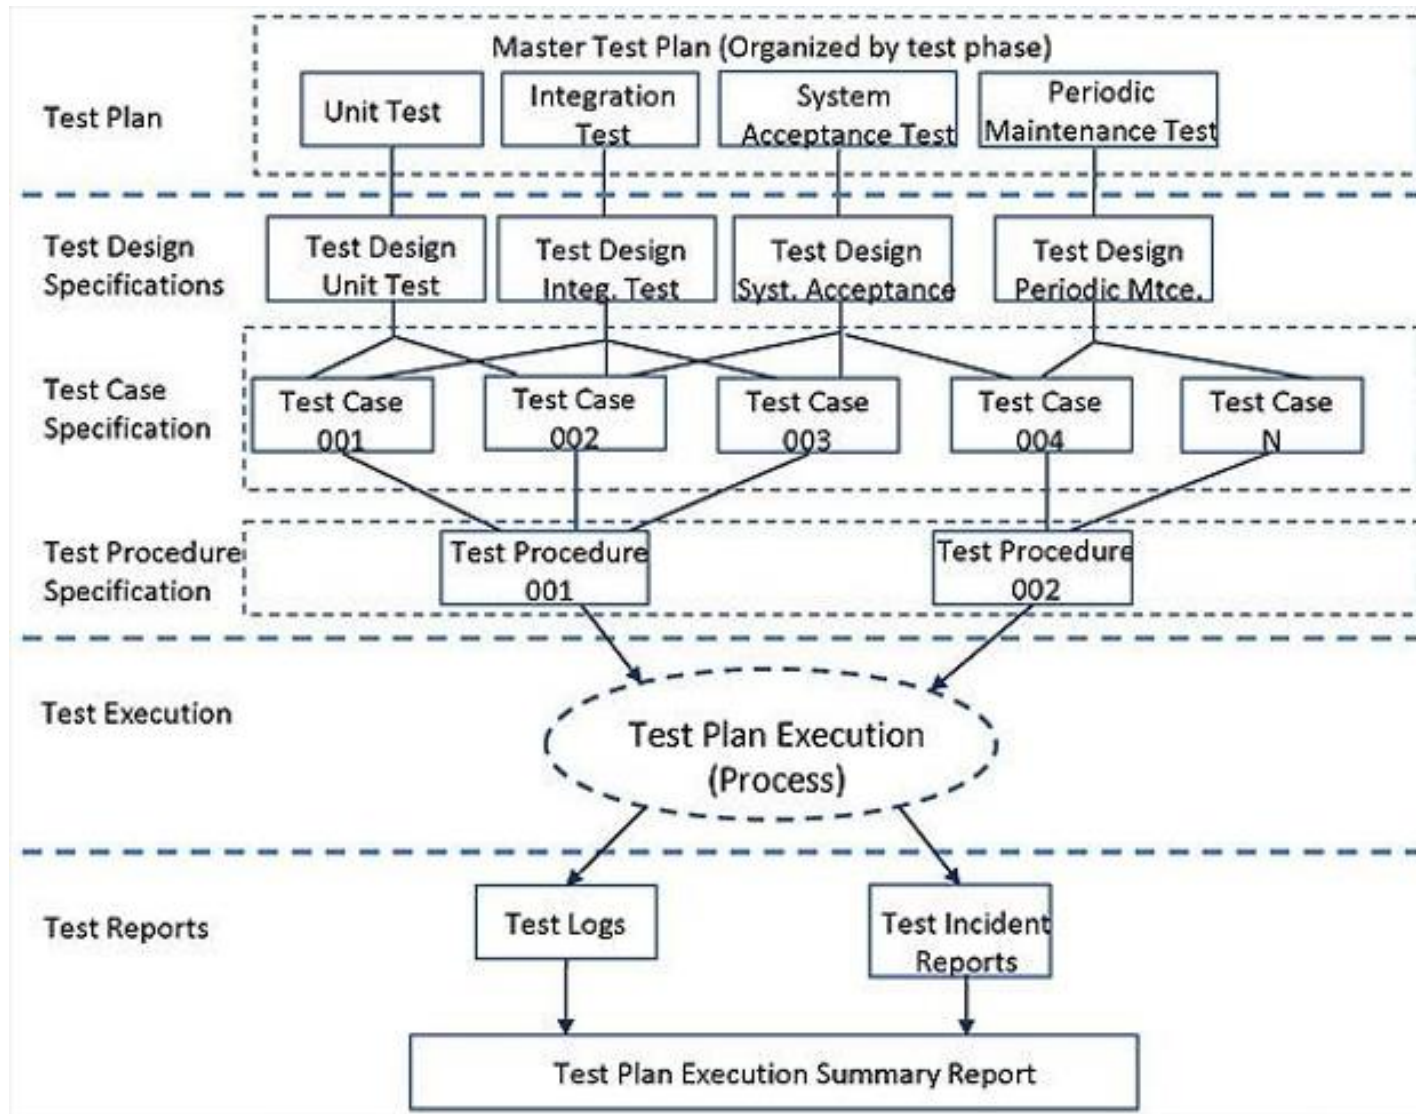 Master Test Plan (Organized by test phase)
Test Plan
Unit Test
Integration
Test
System
Acceptance Test
Periodic
Maintenance Test
Test Design
Specifications
Test Design
Unit Test
Test Design
Integ. Test
Test Design
Syst. Acceptance
Test Design
Periodic Mtce.
Test Case
Specification
Test Case
001
Test Case
002
Test Case
003
Test Case
004
Test Case
N
Test Procedure
Specification
Test Procedure
001
Test Procedure
002
Test Execution
Test Plan Execution
(Process)
Test Reports
Test Logs
Test Incident
Reports
Test Plan Execution Summary Report